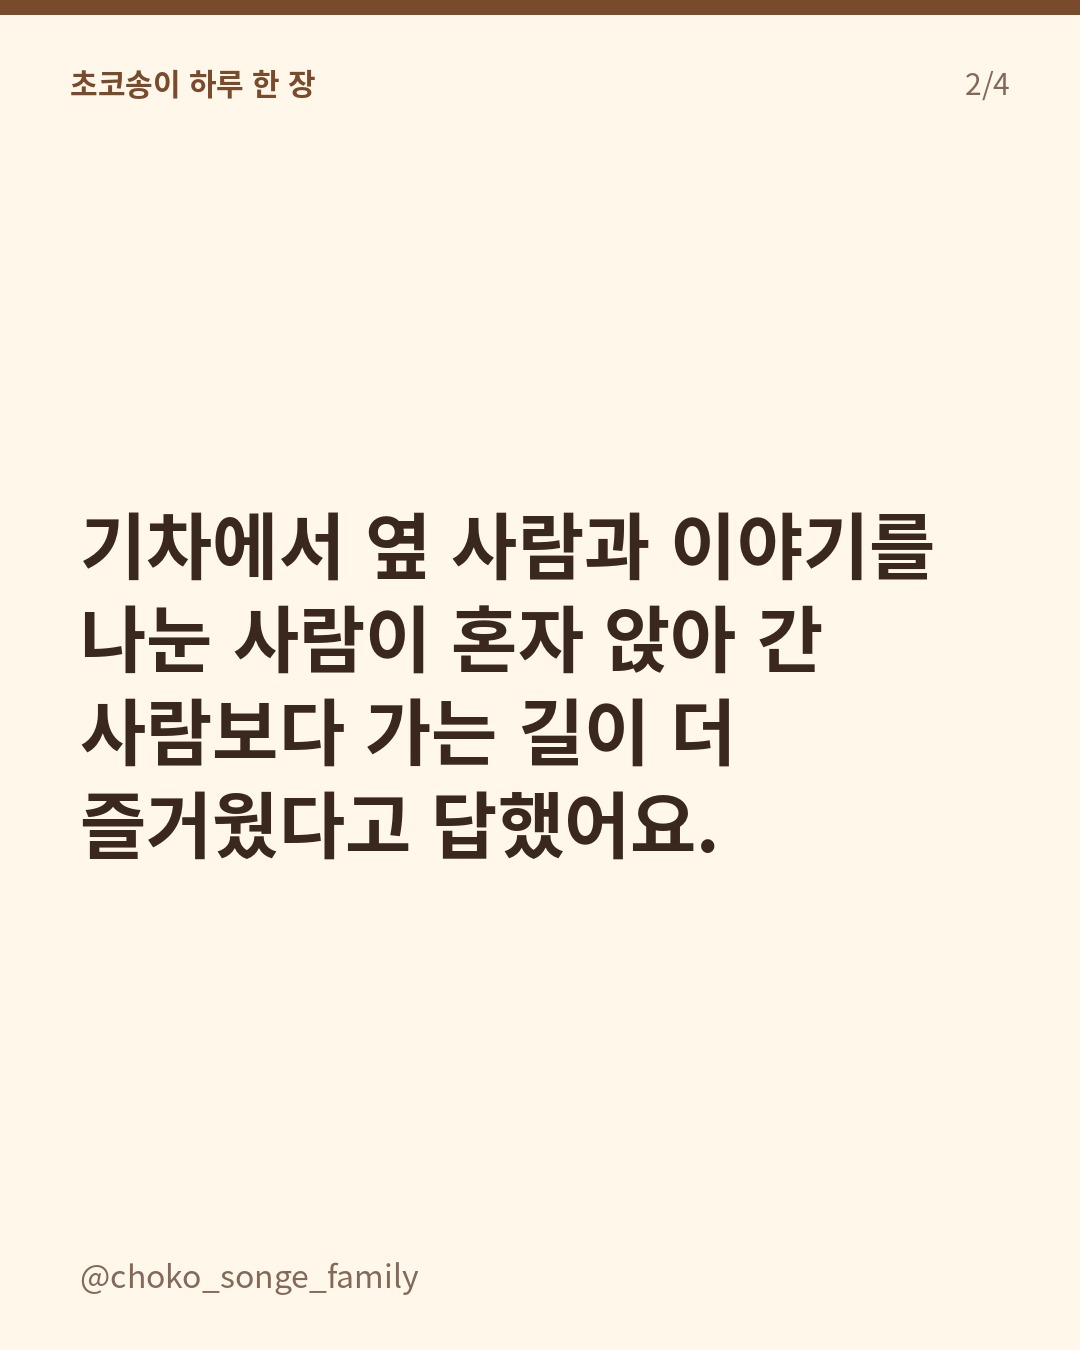 초코송이 하루 한 장
2/4
기차에서 옆 사람과 이야기를
나눈 사람이 혼자 앉아 간
사람보다 가는 길이 더
즐거웠다고 답했어요.
@choko_songe_family